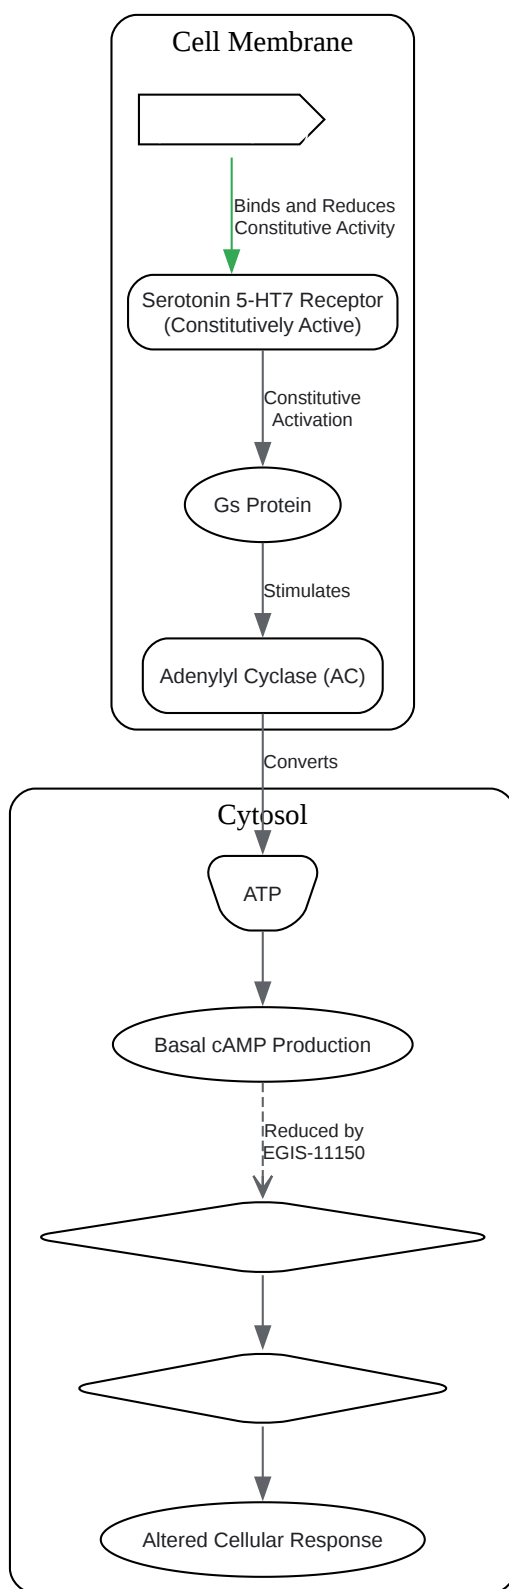 Cell Membrane
Binds and Reduces
Constitutive Activity
Serotonin 5-HT7 Receptor
(Constitutively Active)
Constitutive
Activation
Gs Protein
Stimulates
Adenylyl Cyclase (AC)
Converts
Cytosol
ATP
Basal cAMP Production
Reduced by
EGIS-11150
Altered Cellular Response